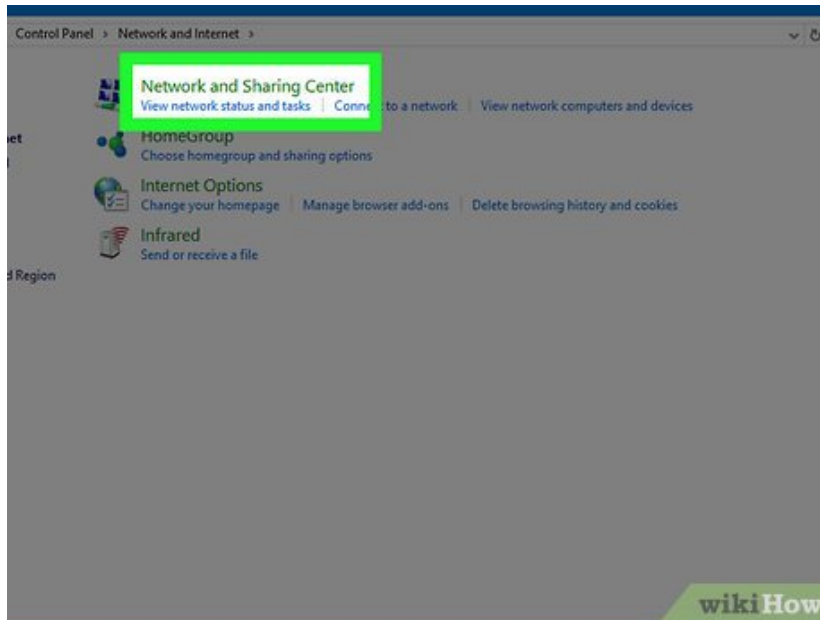 Control Panel > Network and Internet >
Network and Sharing Center
View network status and tasks | Conne to a network | View network computers and devices
HomeGroup
Choose homegroup and sharing options
Internet Options
Change your homepage | Manage browser add-ons | Delete browsing history and cookies
Infrared
Send or receive a file
et
d Region
wikiHow